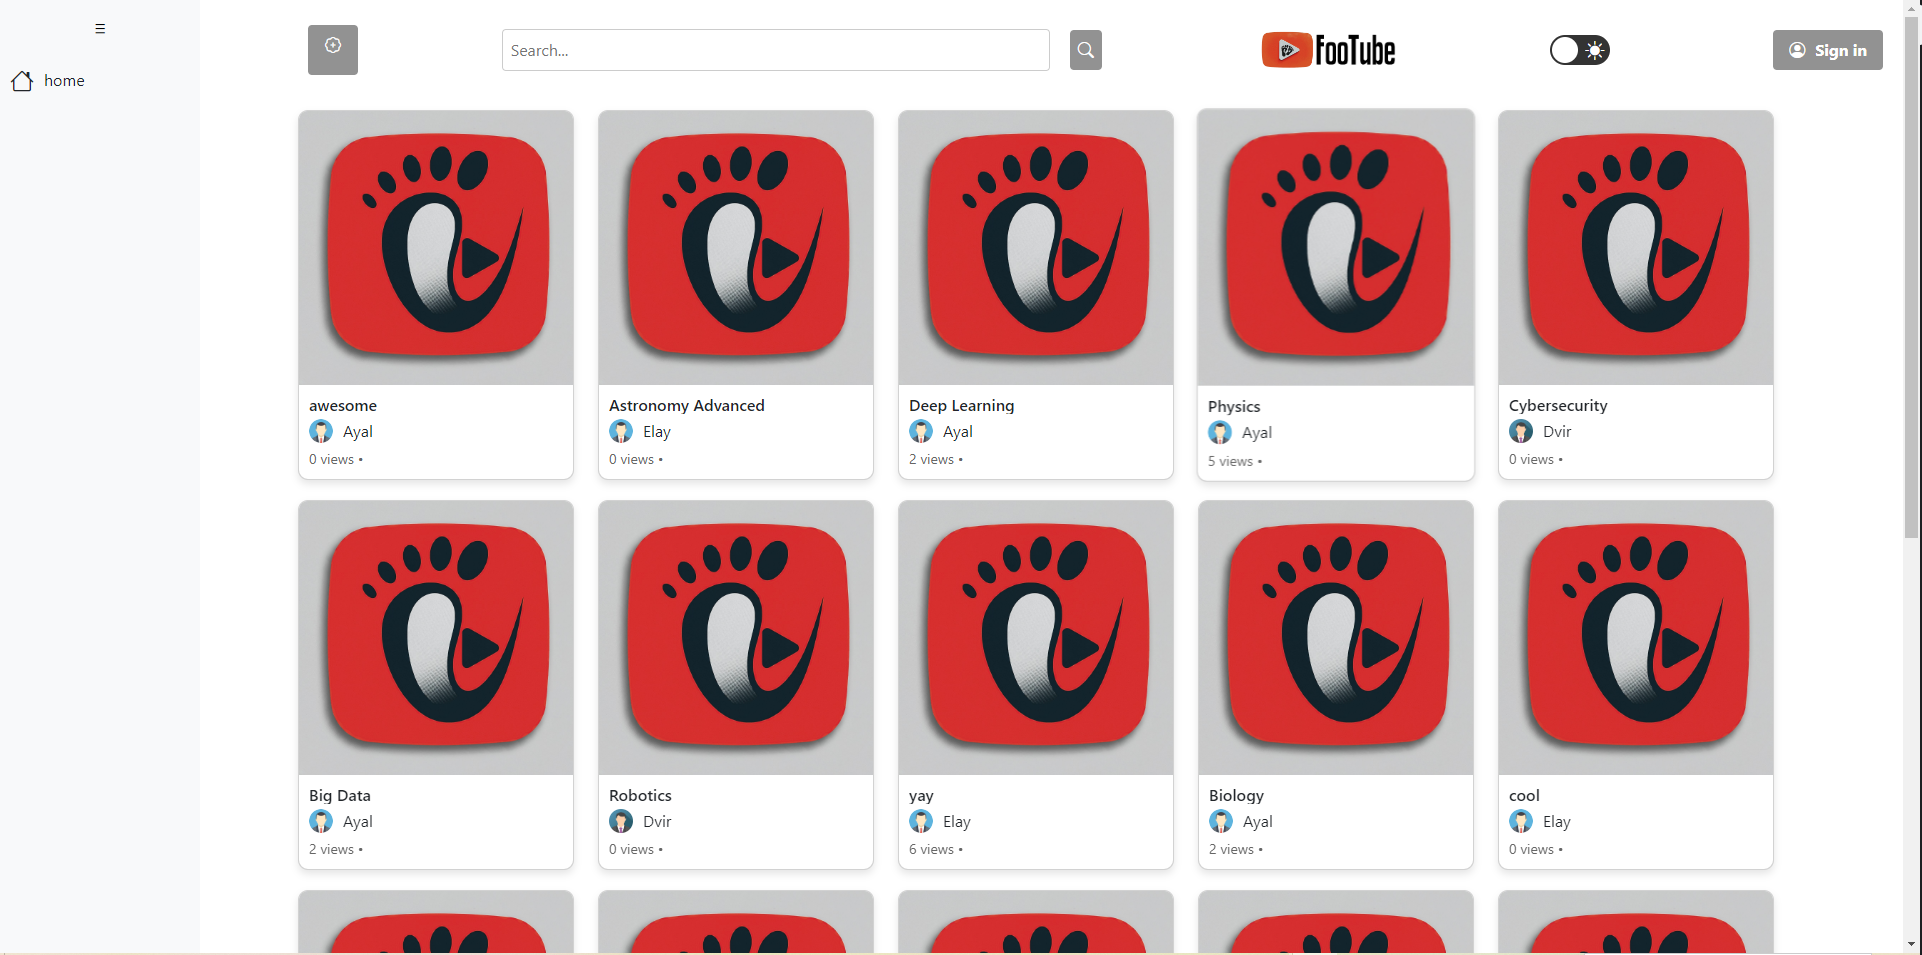 Search...
FooTube
Sign in
home
awesome
Ayal
0 views •
Astronomy Advanced
Elay
0 views •
Deep Learning
Ayal
2 views •
Physics
Ayal
5 views •
Cybersecurity
Dvir
0 views •
Big Data
Ayal
2 views •
Robotics
Dvir
0 views •
yay
Elay
6 views •
Biology
Ayal
2 views •
cool
Elay
0 views •